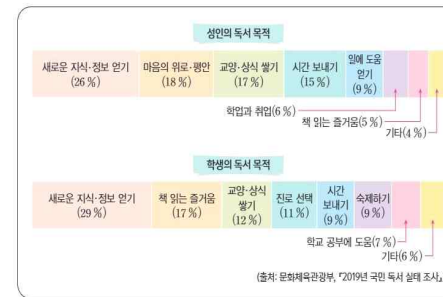 성인의 독서 목적
새로운 지식·정보 얻기
(26 %)
마음의 위로·평안
(18 %)
교양·상식 쌓기
(17 %)
시간 보내기
(15 %)
일에 도움
얻기
(9 %)
학업과 취업(6 %)
책 읽는 즐거움(5 %)
기타(4 %)
학생의 독서 목적
새로운 지식·정보 얻기
(29 %)
책 읽는 즐거움
(17 %)
교양·상식
쌓기
(12 %)
진로 선택
(11 %)
시간
보내기
(9 %)
숙제하기
(9 %)
학교 공부에 도움(7 %)
기타(6 %)
(출처: 문화체육관광부, 『2019년 국민 독서 실태 조사』